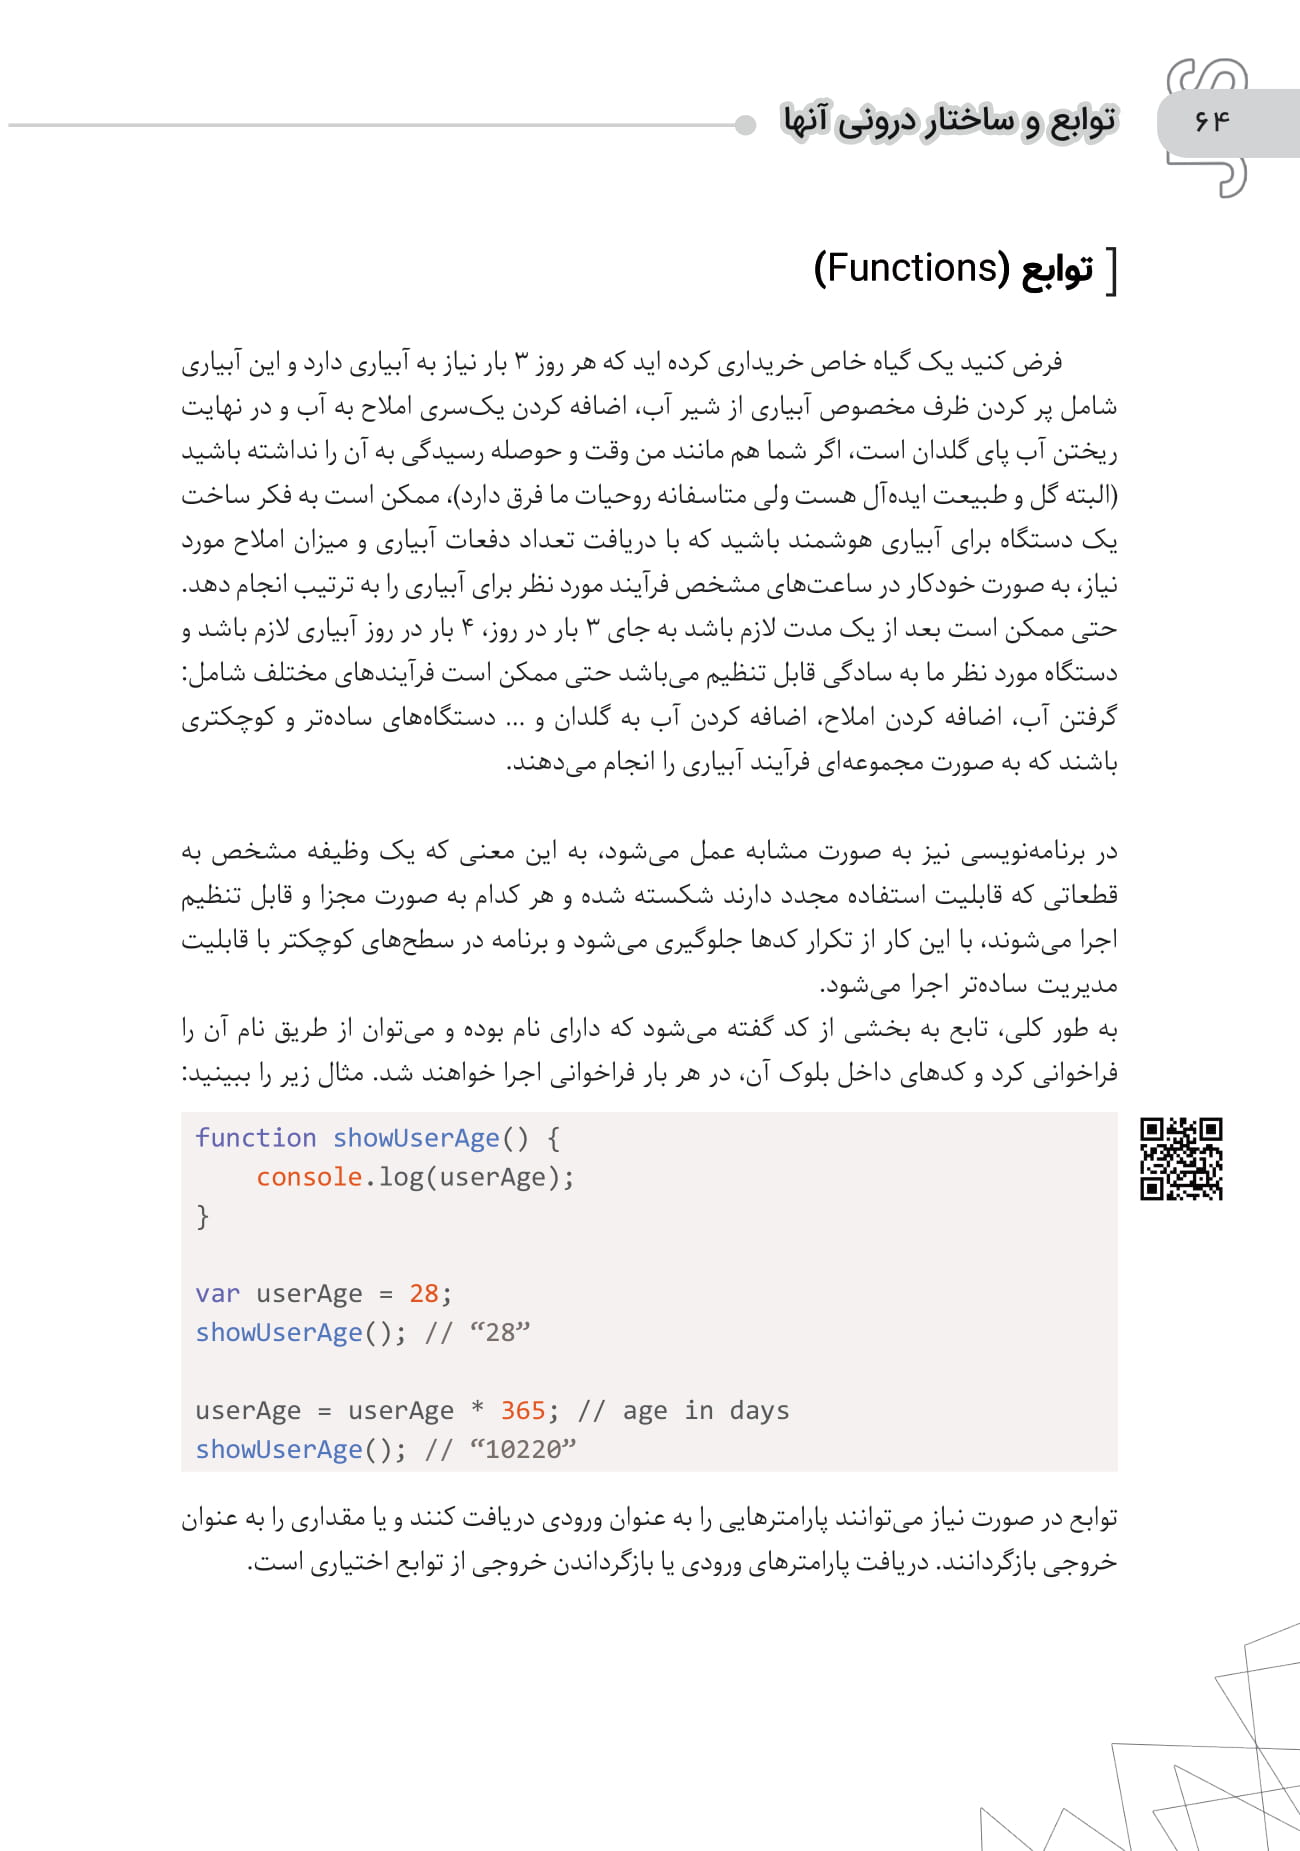 ۶۴
توابع و ساختار درونی آنها
[ توابع (Functions)
فرض کنید یک گیاه خاص خریداری کرده اید که هر روز ۳ بار نیاز به آبیاری دارد و این آبیاری
شامل پر کردن ظرف مخصوص آبیاری از شیر آب، اضافه کردن یک‌سری املاح به آب و در نهایت
ریختن آب پای گلدان است، اگر شما هم مانند من وقت و حوصله رسیدگی به آن را نداشته باشید
(البته گل و طبیعت ایده‌آل هست ولی متاسفانه روحیات ما فرق دارد)، ممکن است به فکر ساخت
یک دستگاه برای آبیاری هوشمند باشید که با دریافت تعداد دفعات آبیاری و میزان املاح مورد
نیاز، به صورت خودکار در ساعت‌های مشخص فرآیند مورد نظر برای آبیاری را به ترتیب انجام دهد.
حتی ممکن است بعد از یک مدت لازم باشد به جای ۳ بار در روز، ۴ بار در روز آبیاری لازم باشد و
دستگاه مورد نظر ما به سادگی قابل تنظیم می‌باشد حتی ممکن است فرآیندهای مختلف شامل:
گرفتن آب، اضافه کردن املاح، اضافه کردن آب به گلدان و ... دستگاه‌های ساده‌تر و کوچکتری
باشند که به صورت مجموعه‌ای فرآیند آبیاری را انجام می‌دهند.
در برنامه‌نویسی نیز به صورت مشابه عمل می‌شود، به این معنی که یک وظیفه مشخص به
قطعاتی که قابلیت استفاده مجدد دارند شکسته شده و هر کدام به صورت مجزا و قابل تنظیم
اجرا می‌شوند، با این کار از تکرار کدها جلوگیری می‌شود و برنامه در سطح‌های کوچکتر با قابلیت
مدیریت ساده‌تر اجرا می‌شود.
به طور کلی، تابع به بخشی از کد گفته می‌شود که دارای نام بوده و می‌توان از طریق نام آن را
فراخوانی کرد و کدهای داخل بلوک آن، در هر بار فراخوانی اجرا خواهند شد. مثال زیر را ببینید:
function showUserAge() {
    console.log(userAge);
}
var userAge = 28;
showUserAge(); // “28”
userAge = userAge * 365; // age in days
showUserAge(); // “10220”
توابع در صورت نیاز می‌توانند پارامترهایی را به عنوان ورودی دریافت کنند و یا مقداری را به عنوان
خروجی بازگردانند. دریافت پارامترهای ورودی یا بازگرداندن خروجی از توابع اختیاری است.